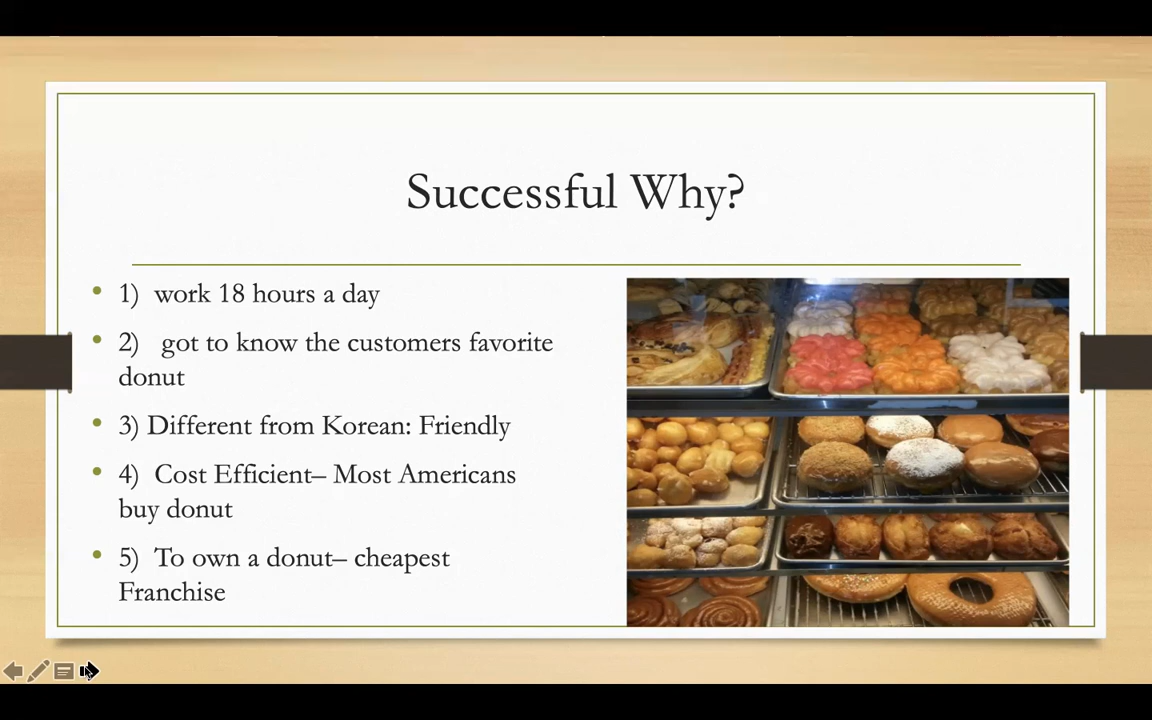 Successful Why?
1) work 18 hours a day
2) got to know the customers favorite
donut
3) Different from Korean: Friendly
4) Cost Efficient– Most Americans
buy donut
5) To own a donut– cheapest
Franchise